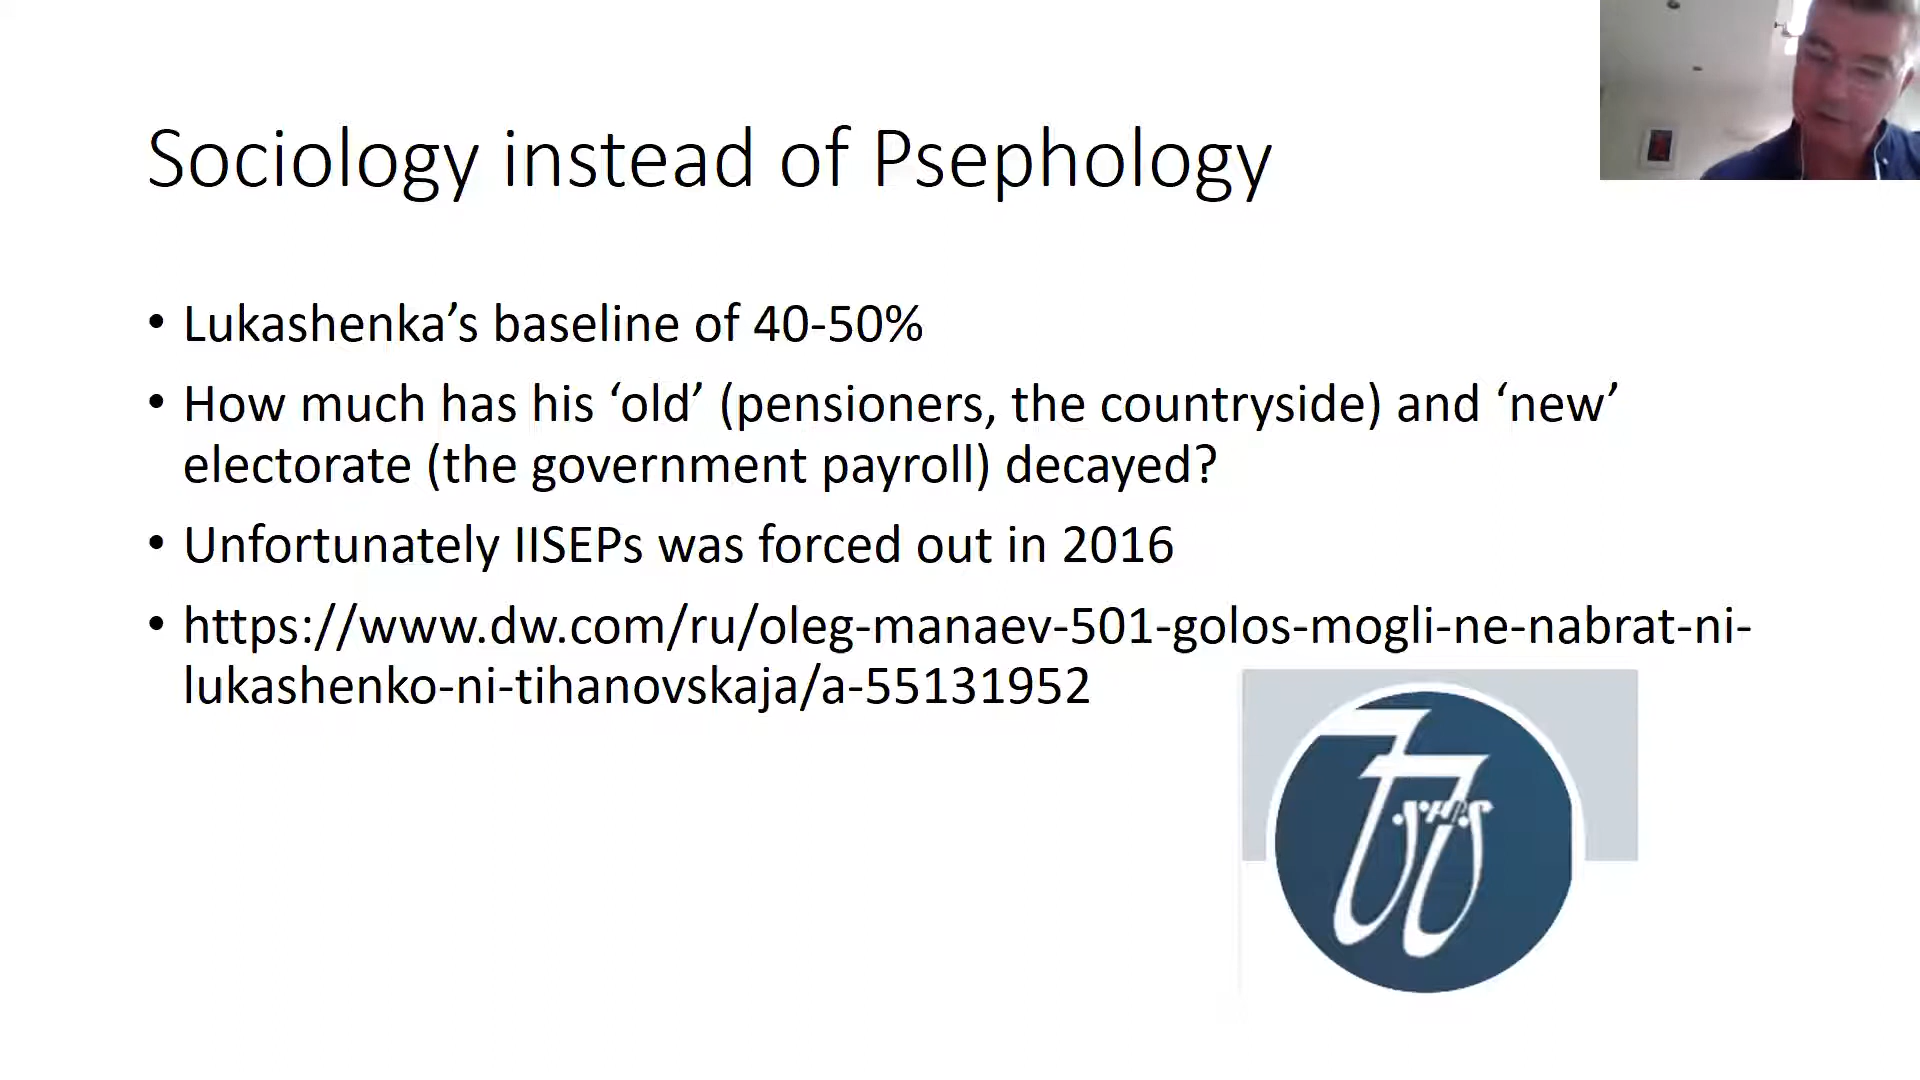 Sociology instead of Psephology
• Lukashenka’s baseline of 40-50%
• How much has his ‘old’ (pensioners, the countryside) and ‘new’
electorate (the government payroll) decayed?
• Unfortunately IISEPs was forced out in 2016
• https://www.dw.com/ru/oleg-manaev-501-golos-mogli-ne-nabrat-ni-
lukashenko-ni-tihanovskaja/a-55131952